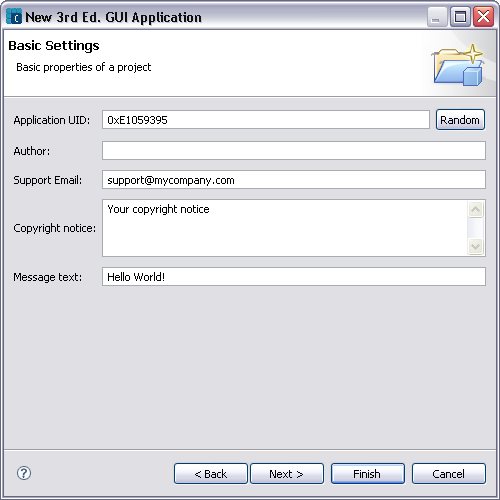 New 3rd Ed. GUI Application
Basic Settings
Basic properties of a project
Application UID: 0xE1059395 Random
Author:
Support Email: support@mycompany.com
Your copyright notice
Copyright notice:
Message text: Hello World!
? < Back Next > Finish Cancel